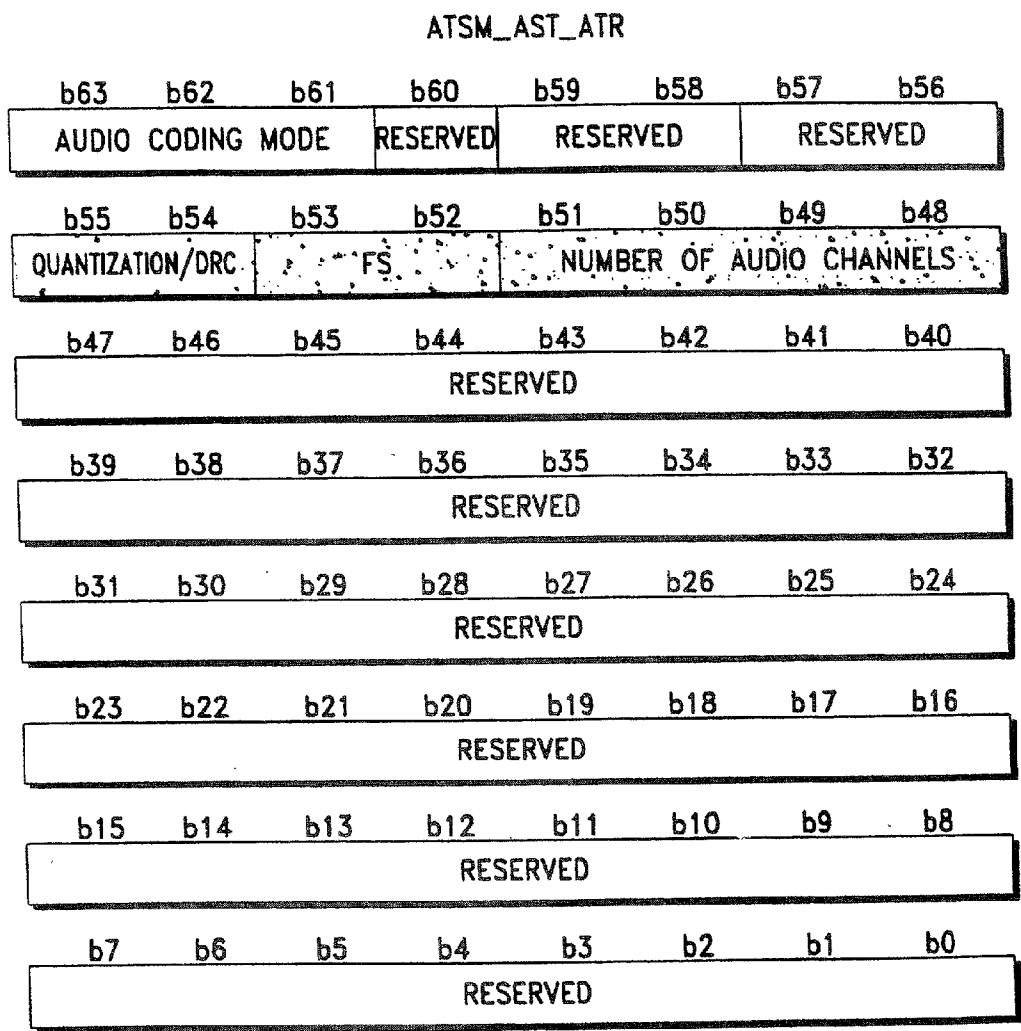 ATSM_AST_ATR
b63 b62 b61 b60 b59 b58 b57 b56
AUDIO CODING MODE RESERVED RESERVED RESERVED
b55 b54 b53 b52 b51 b50 b49 b48
QUANTIZATION/DRC FS NUMBER OF AUDIO CHANNELS
b47 b46 b45 b44 b43 b42 b41 b40
RESERVED
b39 b38 b37 b36 b35 b34 b33 b32
RESERVED
b31 b30 b29 b28 b27 b26 b25 b24
RESERVED
b23 b22 b21 b20 b19 b18 b17 b16
RESERVED
b15 b14 b13 b12 b11 b10 b9 b8
RESERVED
b7 b6 b5 b4 b3 b2 b1 b0
RESERVED